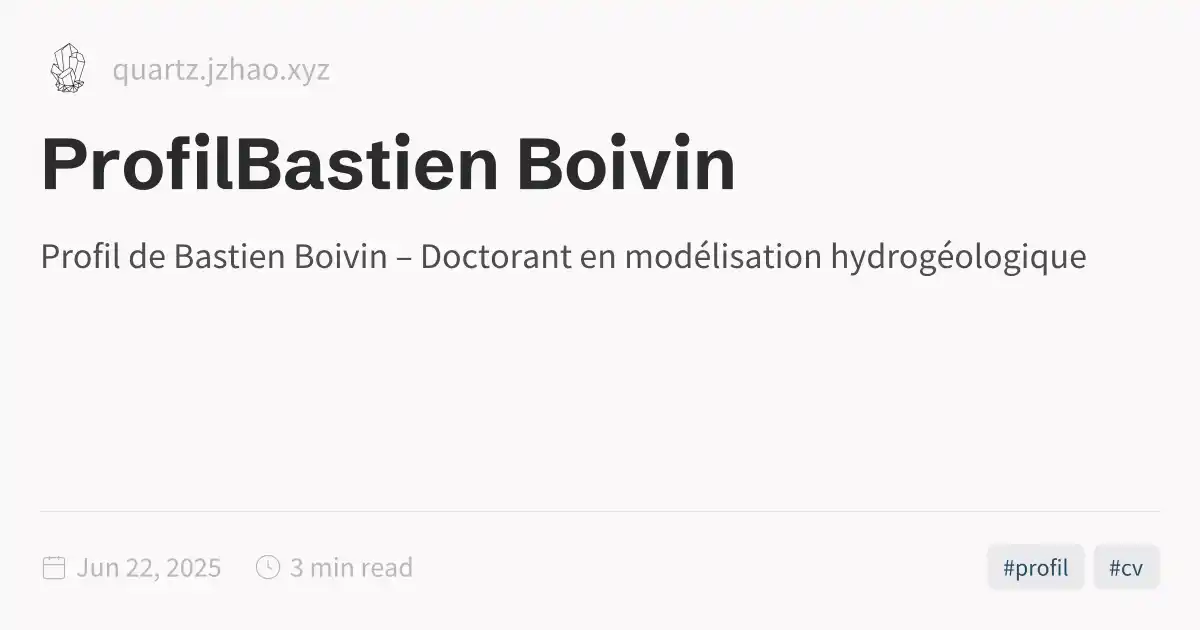 quartz.jzhao.xyz
ProfilBastien Boivin
Profil de Bastien Boivin – Doctorant en modélisation hydrogéologique
Jun 22, 2025 3 min read #profil #cv